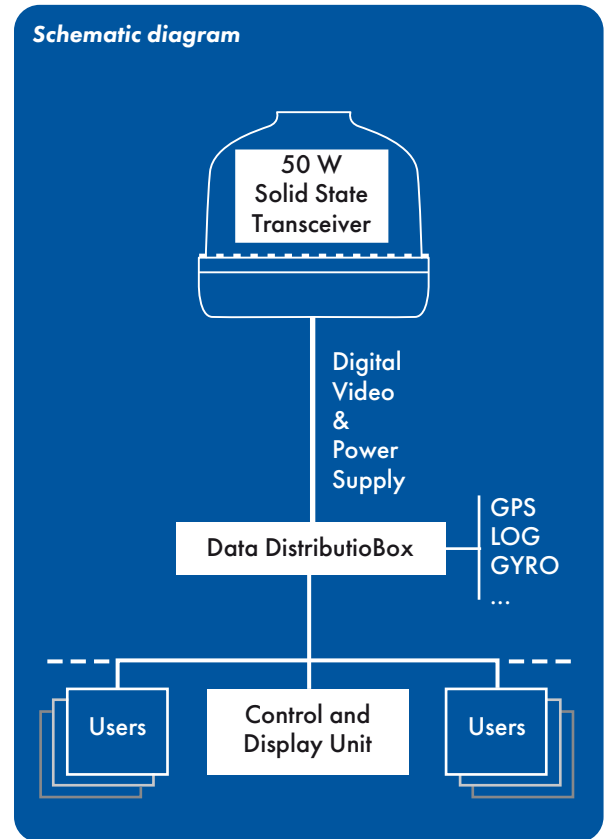 Schematic diagram
50 W
Solid State
Transceiver
Digital
Video
&
Power
Supply
Data DistributioBox
GPS
LOG
GYRO
...
Users
Control and
Display Unit
Users